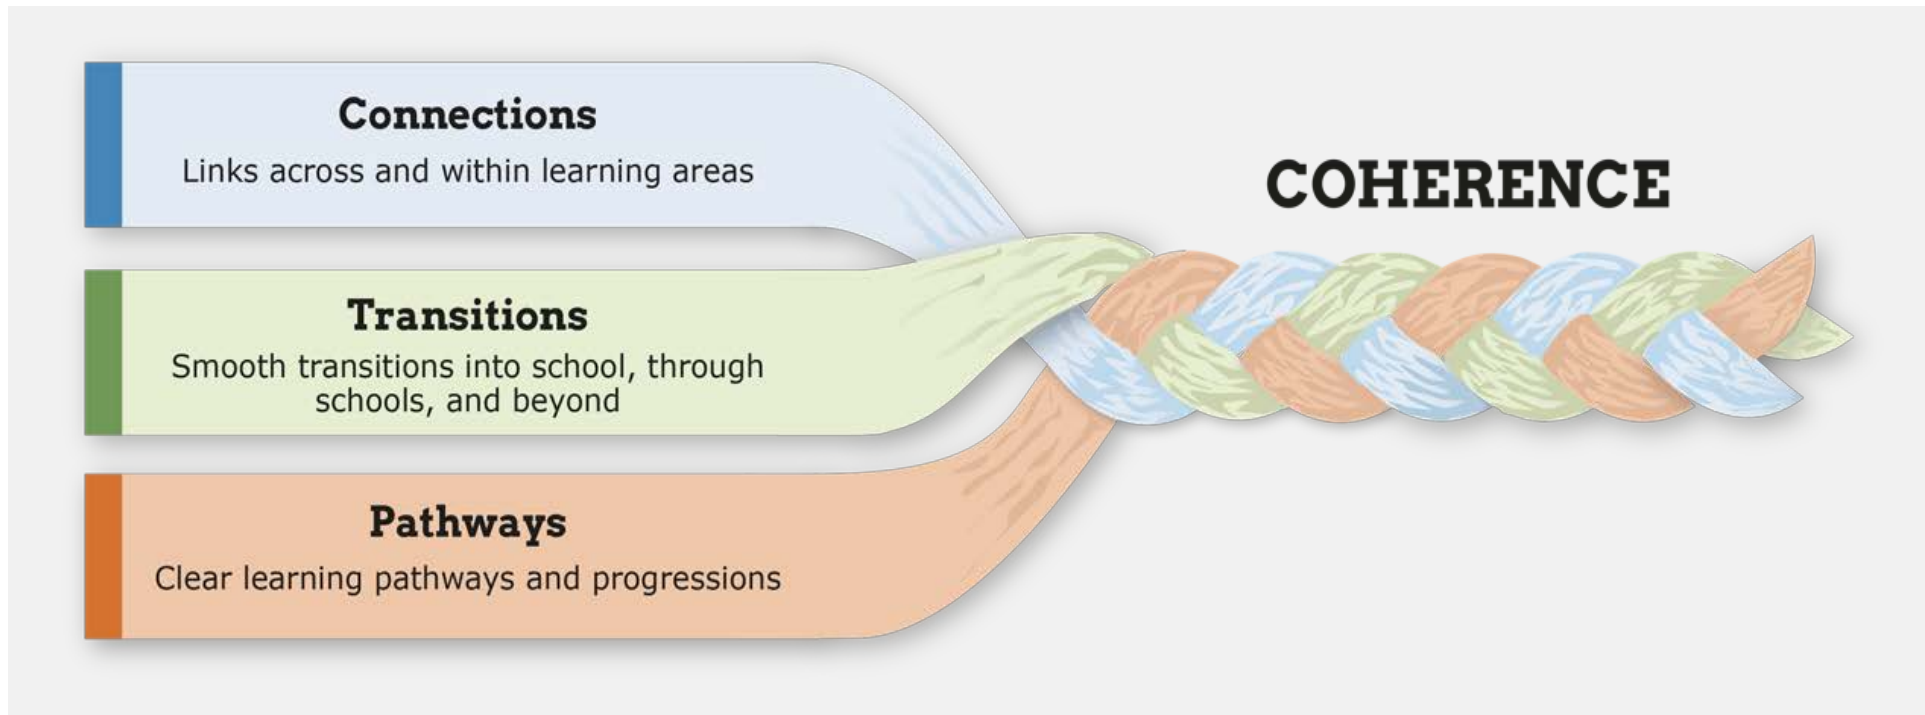 Connections
Links across and within learning areas
COHERENCE
Transitions
Smooth transitions into school, through
schools, and beyond
Pathways
Clear learning pathways and progressions